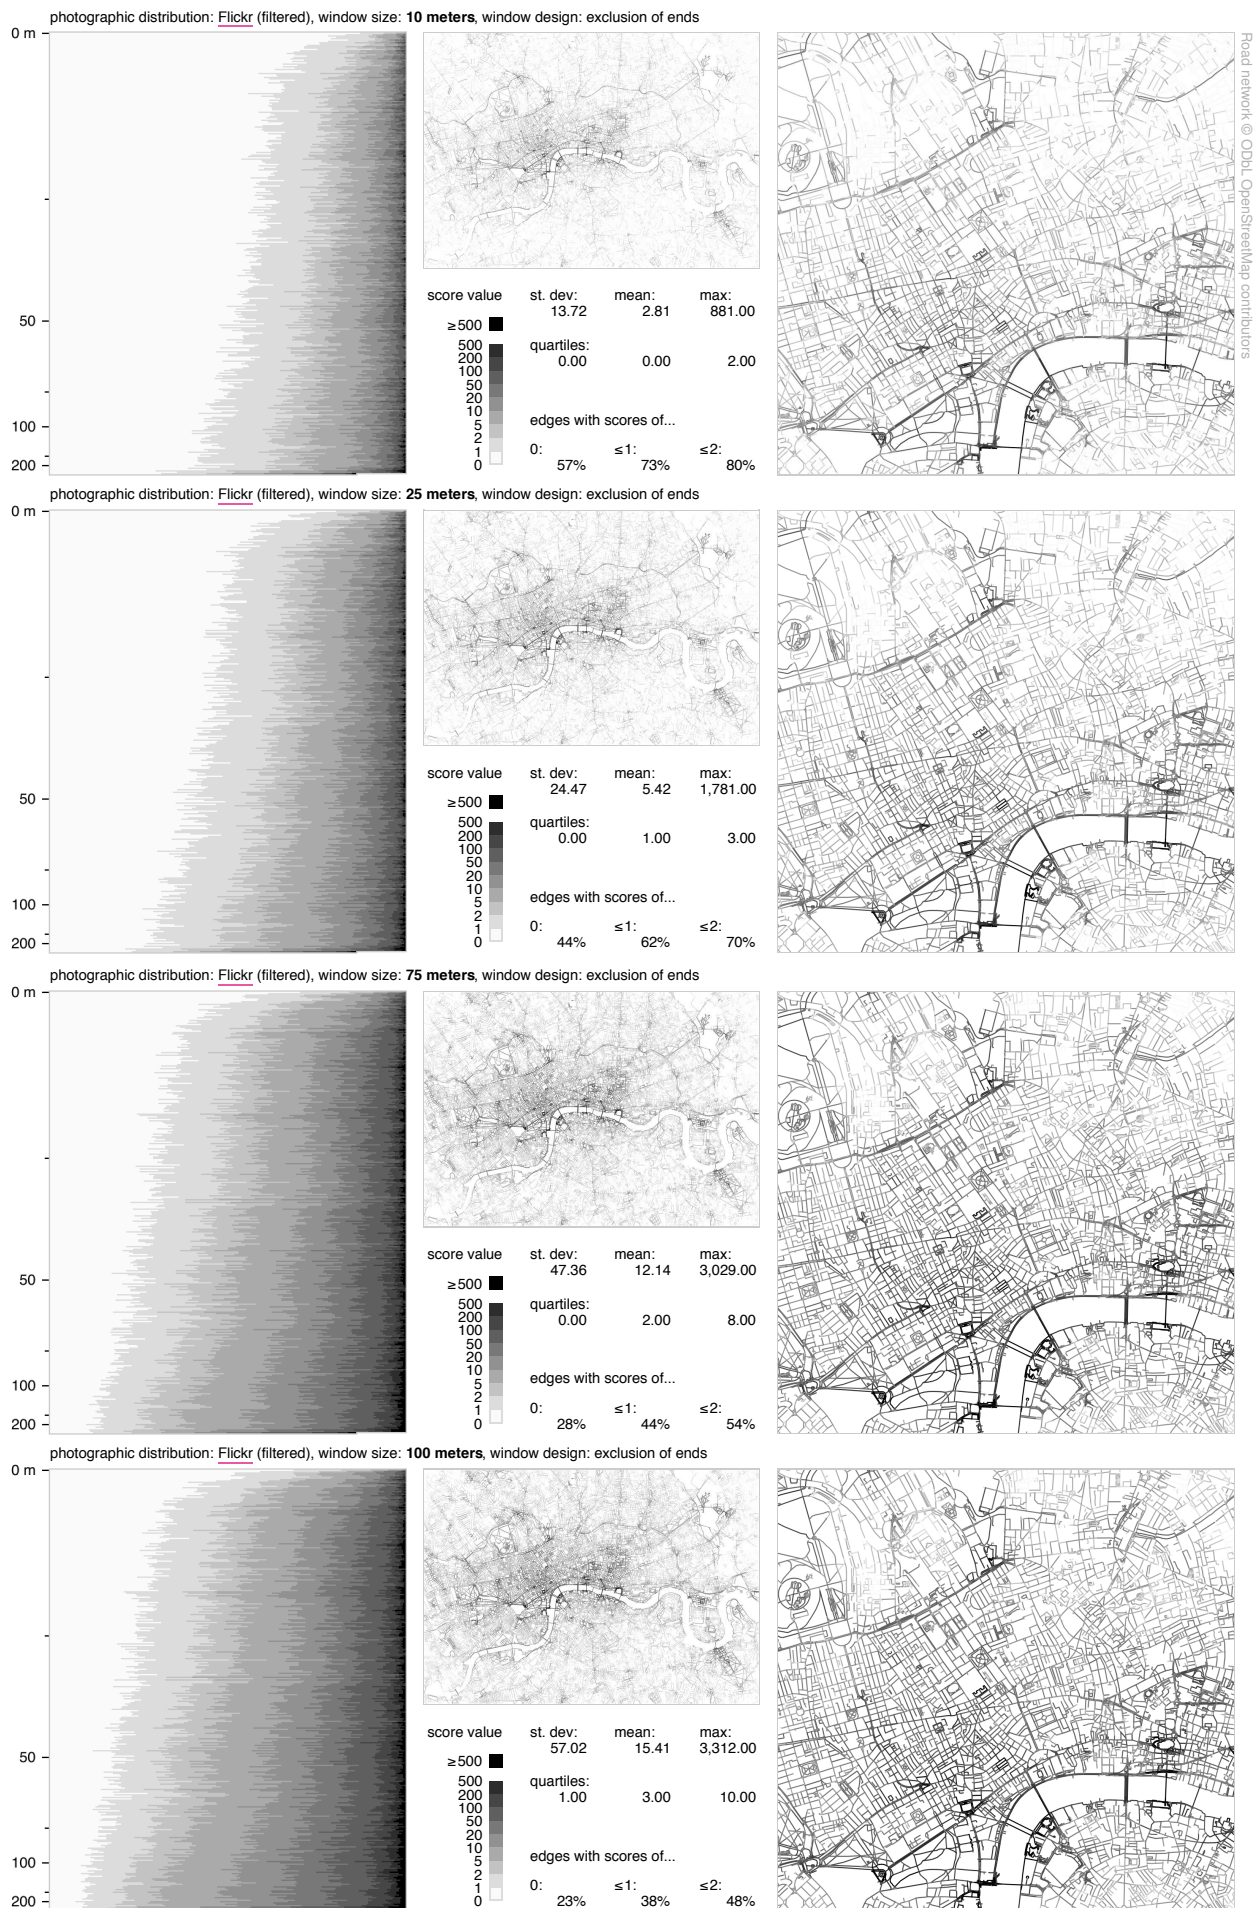 photographic distribution: Flickr (filtered), window size: 10 meters, window design: exclusion of ends
0 m
50
100
200
score value
≥500
500
200
100
50
20
10
5
2
1
0
st. dev: mean: max:
13.72 2.81 881.00
quartiles:
0.00 0.00 2.00
edges with scores of...
0: ≤1: ≤2:
57% 73% 80%
Road network © ODbL OpenStreetMap contributors
photographic distribution: Flickr (filtered), window size: 25 meters, window design: exclusion of ends
0 m
50
100
200
score value
≥500
500
200
100
50
20
10
5
2
1
0
st. dev: mean: max:
24.47 5.42 1,781.00
quartiles:
0.00 1.00 3.00
edges with scores of...
0: ≤1: ≤2:
44% 62% 70%
photographic distribution: Flickr (filtered), window size: 75 meters, window design: exclusion of ends
0 m
50
100
200
score value
≥500
500
200
100
50
20
10
5
2
1
0
st. dev: mean: max:
47.36 12.14 3,029.00
quartiles:
0.00 2.00 8.00
edges with scores of...
0: ≤1: ≤2:
28% 44% 54%
photographic distribution: Flickr (filtered), window size: 100 meters, window design: exclusion of ends
0 m
50
100
200
score value
≥500
500
200
100
50
20
10
5
2
1
0
st. dev: mean: max:
57.02 15.41 3,312.00
quartiles:
1.00 3.00 10.00
edges with scores of...
0: ≤1: ≤2:
23% 38% 48%